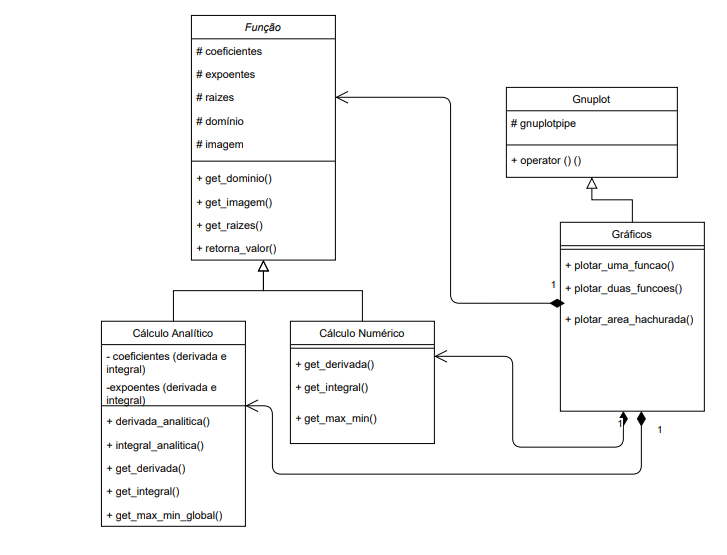 Função
# coeficientes
# expoentes
# raizes
# domínio
# imagem
+ get_dominio()
+ get_imagem()
+ get_raizes()
+ retorna_valor()
Gnuplot
# gnuplotpipe
+ operator () ()
Gráficos
+ plotar_uma_funcao()
+ plotar_duas_funcoes()
+ plotar_area_hachurada()
1
1
1
Cálculo Analítico
- coeficientes (derivada e
integral)
-expoentes (derivada e
integral)
+ derivada_analitica()
+ integral_analitica()
+ get_derivada()
+ get_integral()
+ get_max_min_global()
Cálculo Numérico
+ get_derivada()
+ get_integral()
+ get_max_min()